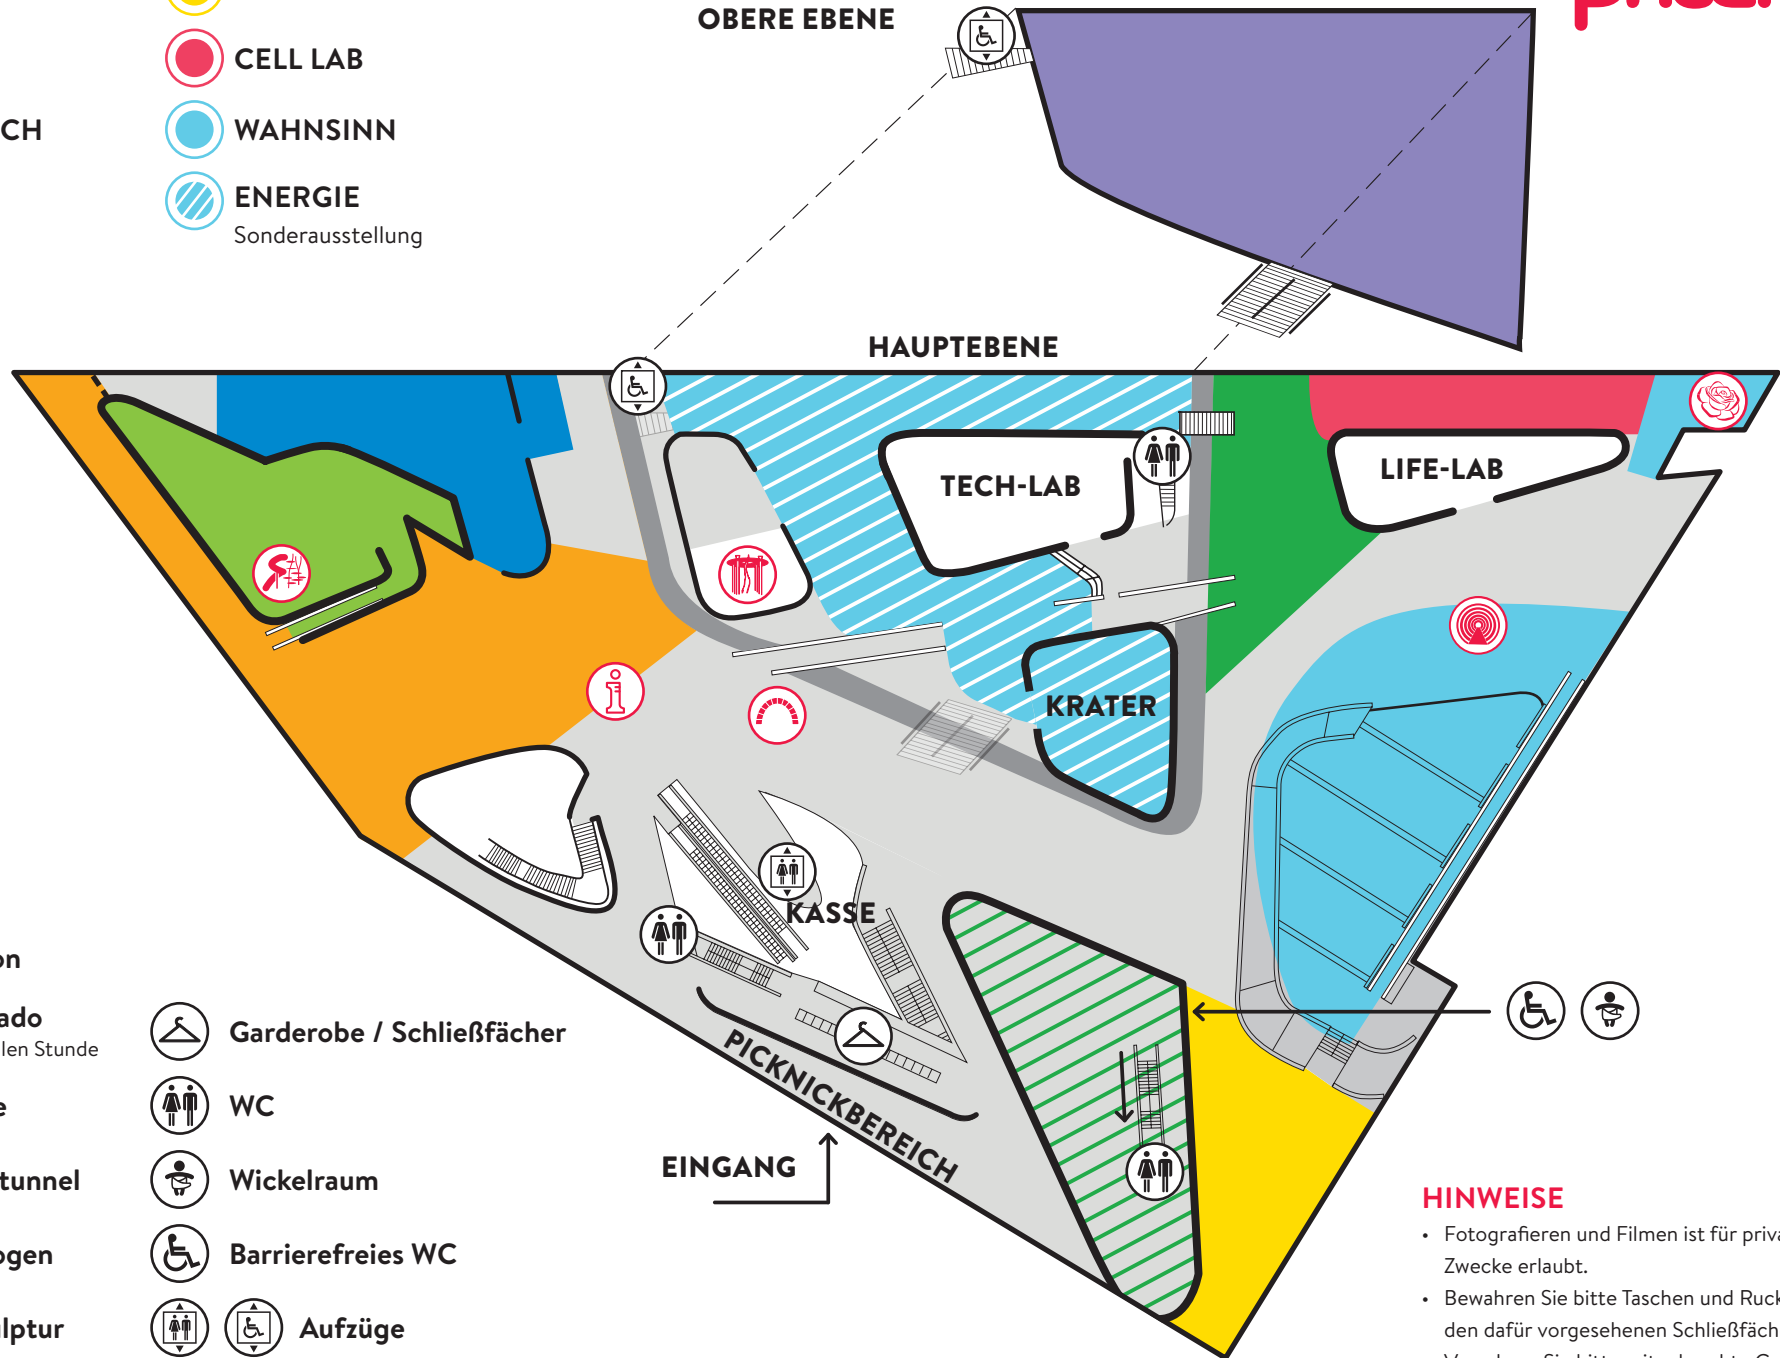 OBERE EBENE
CELL LAB
CH
WAHNSINN
ENERGIE
Sonderausstellung
HAUPTEBENE
TECH-LAB
LIFE-LAB
KRATER
KASSE
PICKNICKBEREICH
EINGANG
on
ado
len Stunde
e
tunnel
ogen
lptur
Garderobe / Schließfächer
WC
Wickelraum
Barrierefreies WC
Aufzüge
HINWEISE
• Fotografieren und Filmen ist für priva
Zwecke erlaubt.
• Bewahren Sie bitte Taschen und Ruck
den dafür vorgesehenen Schließfäch